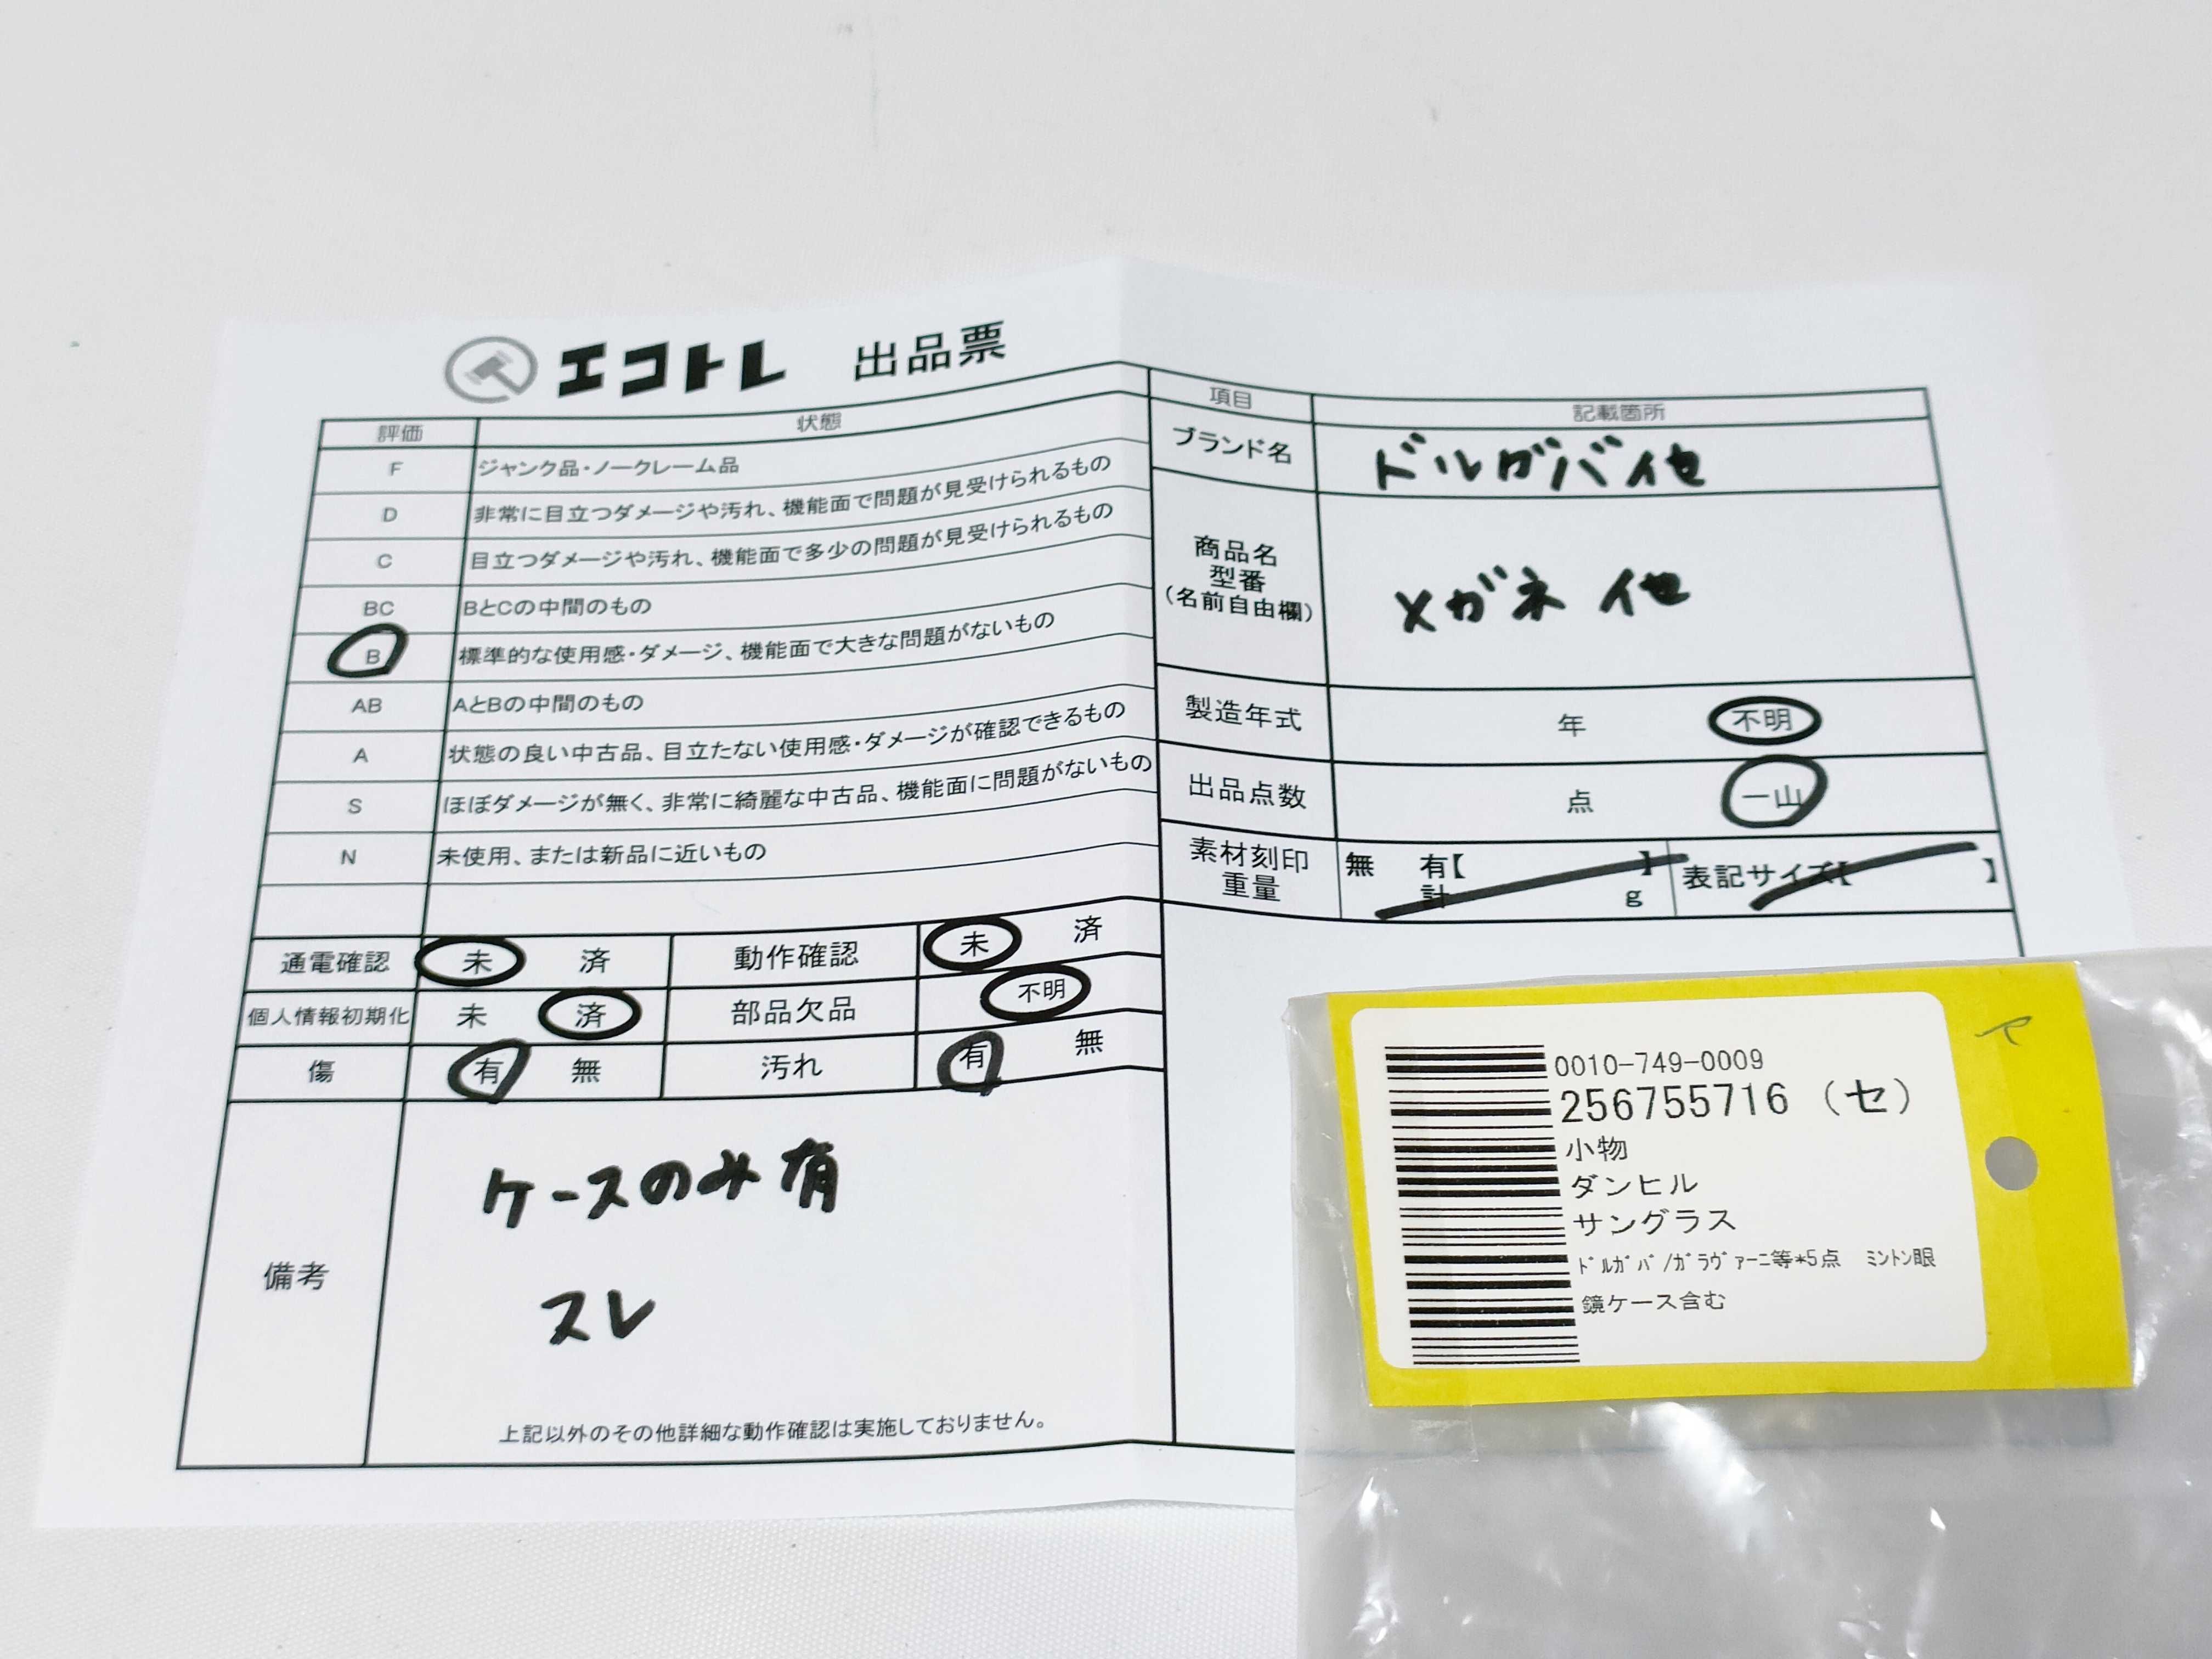 エコトレ 出品票
評価 状態
F ジャンク品・ノークレーム品
D 非常に目立つダメージや汚れ、機能面で問題が見受けられるもの
C 目立つダメージや汚れ、機能面で多少の問題が見受けられるもの
BC BとCの中間のもの
B 標準的な使用感・ダメージ、機能面で大きな問題がないもの
AB AとBの中間のもの
A 状態の良い中古品、目立たない使用感・ダメージが確認できるもの
S ほぼダメージが無く、非常に綺麗な中古品、機能面に問題がないもの
N 未使用、または新品に近いもの
通電確認 未 済 動作確認 未 済
個人情報初期化 未 済 部品欠品 不明
傷 有 無 汚れ 有 無
備考
ケースのみ有
スレ
上記以外のその他詳細な動作確認は実施しておりません。
項目 記載箇所
ブランド名 ドルガバ他
商品名
型番
(名前自由欄)
メガネ 他
製造年式 年 不明
出品点数 点 一山
素材刻印 無 有【 】 表記サイズ【 】
重量 計 g
0010-749-0009
256755716 (セ)
小物
ダンヒル
サングラス
ﾄﾞﾙｶﾞﾊﾞ/ｶﾞﾗｳﾞｧｰﾆ等*5点 ﾐﾝﾄﾝ眼
鏡ケース含む